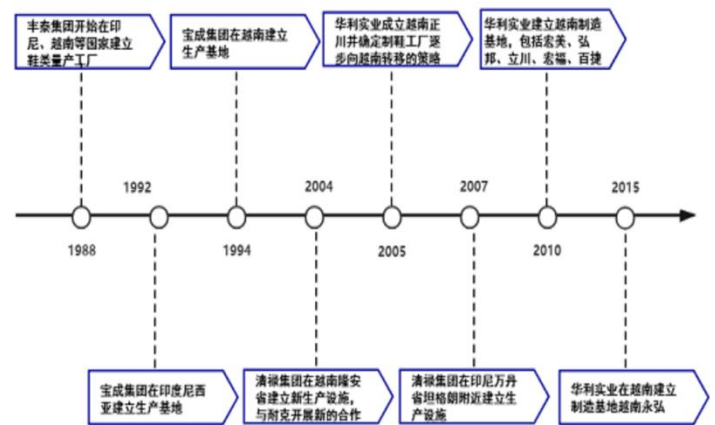 丰泰集团开始在印
尼、越南等国家建立
鞋类量产工厂
宝成集团在越南建立
生产基地
华利实业成立越南正
川并确定制鞋工厂逐
步向越南转移的策略
华利实业建立越南制造
基地，包括宏美、弘
邦、立川、宏福、百捷
1992
2004
2007
2015
1988
1994
2005
2010
宝成集团在印度尼西
亚建立生产基地
清禄集团在越南隆安
省建立新生产设施，
与耐克开展新的合作
清禄集团在印尼万丹
省坦格朗附近建立生
产设施
华利实业在越南建立
制造基地越南永弘